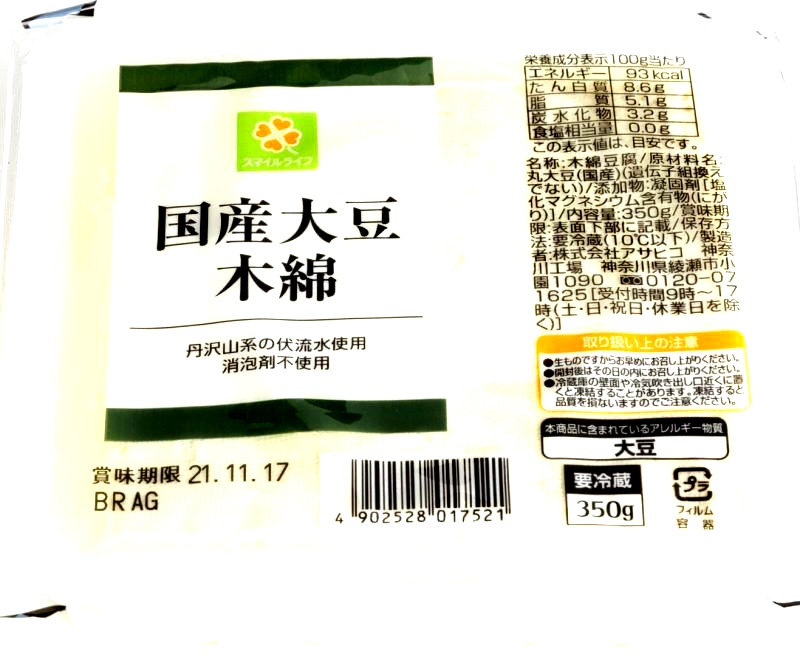 スマイルライフ
国産大豆
木綿
丹沢山系の伏流水使用
消泡剤不使用
賞味期限 21.11.17
BRAG
4 902528 017521
栄養成分表示100g当たり
エネルギー 93kcal
たん白質 8.6g
脂質 5.1g
炭水化物 3.2g
食塩相当量 0.0g
この表示値は、目安です。
名称:木綿豆腐/原材料名:
丸大豆(国産)(遺伝子組換え
でない)/添加物:凝固剤[塩
化マグネシウム含有物(にが
り)]/内容量:350g/賞味期
限:表面下部に記載/保存方
法:要冷蔵(10℃以下)/製造
者:株式会社アサヒコ 神奈
川工場 神奈川県綾瀬市小
園1090 0120-07
1625[受付時間9時〜17
時(土・日・祝日・休業日を除
く)]
取り扱い上の注意
●生ものですからお早めにお召し上がりください。
●開封後はその日の内にお召し上がりください。
●冷蔵庫の壁面や冷気吹き出し口近くに置
くと凍結することがあります。凍結すると
品質を損ないますのでご注意ください。
本商品に含まれているアレルギー物質
大豆
要冷蔵
350g
プラ
フィルム
容器